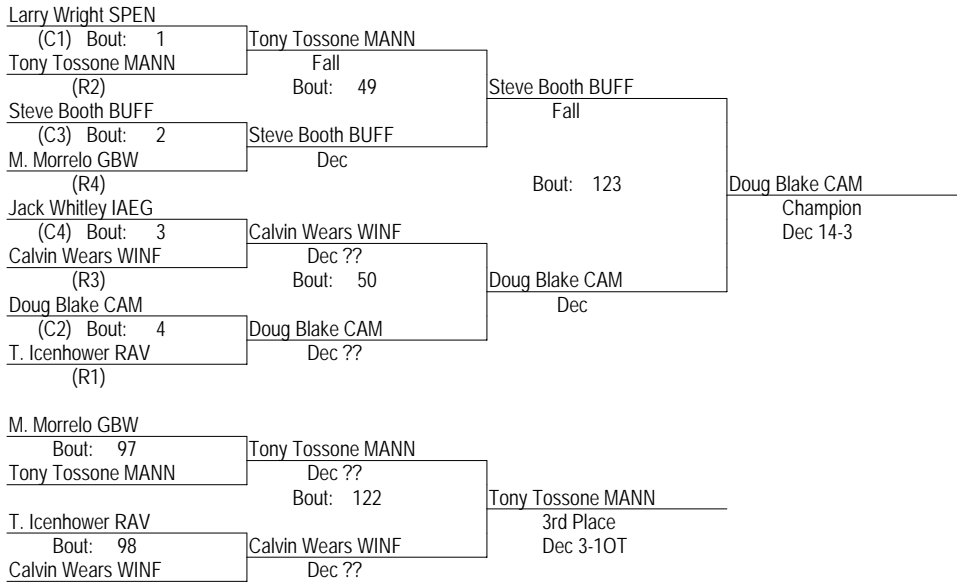 Larry Wright SPEN
(C1) Bout: 1 Tony Tossone MANN
Tony Tossone MANN Fall
(R2) Bout: 49 Steve Booth BUFF
Steve Booth BUFF Fall
(C3) Bout: 2 Steve Booth BUFF
M. Morrelo GBW Dec
(R4) Bout: 123 Doug Blake CAM
Jack Whitley IAEG Champion
(C4) Bout: 3 Calvin Wears WINF Dec 14-3
Calvin Wears WINF Dec ??
(R3) Bout: 50 Doug Blake CAM
Doug Blake CAM Dec
(C2) Bout: 4 Doug Blake CAM
T. Icenhower RAV Dec ??
(R1)
M. Morrelo GBW
Bout: 97 Tony Tossone MANN
Tony Tossone MANN Dec ??
Bout: 122 Tony Tossone MANN
T. Icenhower RAV 3rd Place
Bout: 98 Calvin Wears WINF Dec 3-1OT
Calvin Wears WINF Dec ??